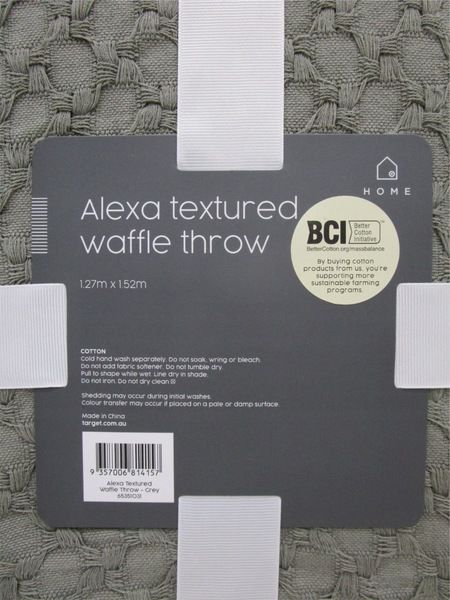 HOME
Alexa textured
waffle throw
BCI Better
Cotton
Initiative™
BetterCotton.org/massbalance
By buying cotton
products from us, you're
supporting more
sustainable farming
programs.
1.27m x 1.52m
COTTON
Cold hand wash separately. Do not soak, wring or bleach.
Do not add fabric softener. Do not tumble dry.
Pull to shape while wet. Line dry in shade.
Do not iron. Do not dry clean
Shedding may occur during initial washes.
Colour transfer may occur if placed on a pale or damp surface.
Made in China
target.com.au
9 357006 814157
Alexa Textured
Waffle Throw - Grey
65351031